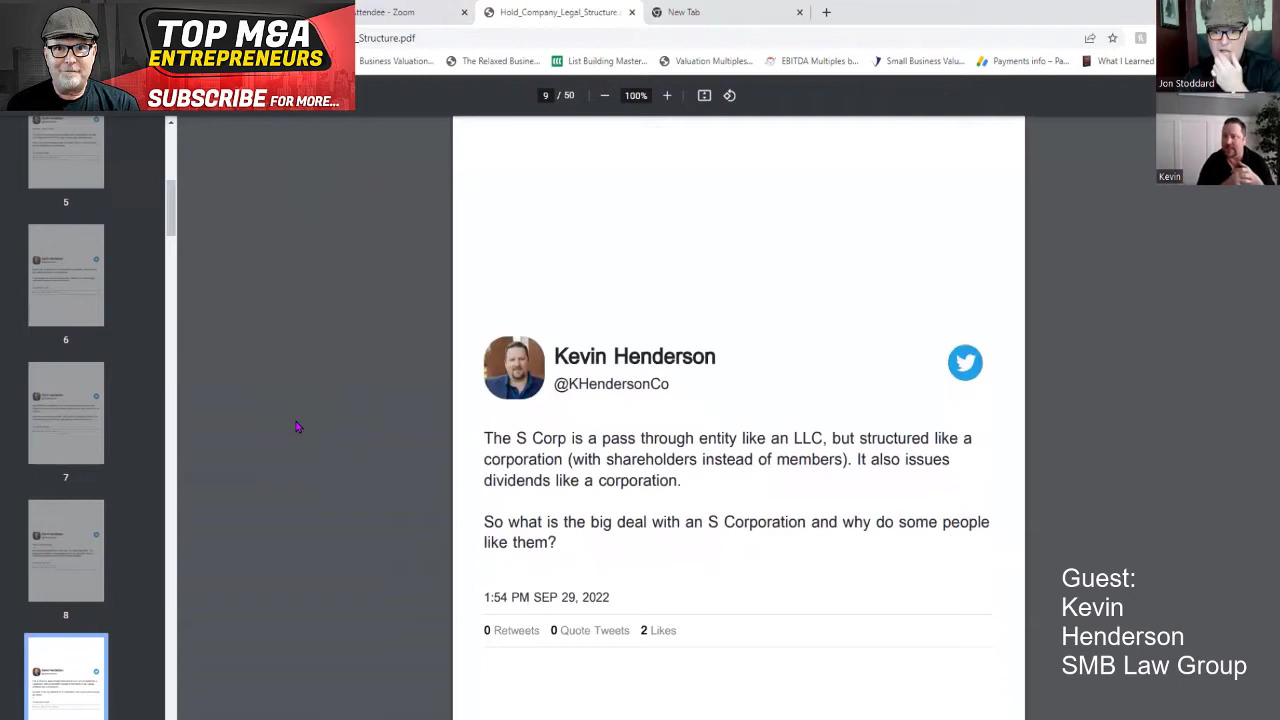 TOP M&A
ENTREPRENEURS
SUBSCRIBE FOR MORE...
ttendee - Zoom
Hold_Company_Legal_Structure...
New Tab
_Structure.pdf
Business Valuation...
The Relaxed Busine...
List Building Master...
Valuation Multiples...
EBITDA Multiples b...
Small Business Valu...
Payments info – Pa...
What I Learned
9 / 50
100%
Jon Stoddard
Kevin
5
6
7
8
Kevin Henderson
@KHendersonCo
The S Corp is a pass through entity like an LLC, but structured like a
corporation (with shareholders instead of members). It also issues
dividends like a corporation.
So what is the big deal with an S Corporation and why do some people
like them?
1:54 PM SEP 29, 2022
0 Retweets 0 Quote Tweets 2 Likes
Guest:
Kevin
Henderson
SMB Law Group